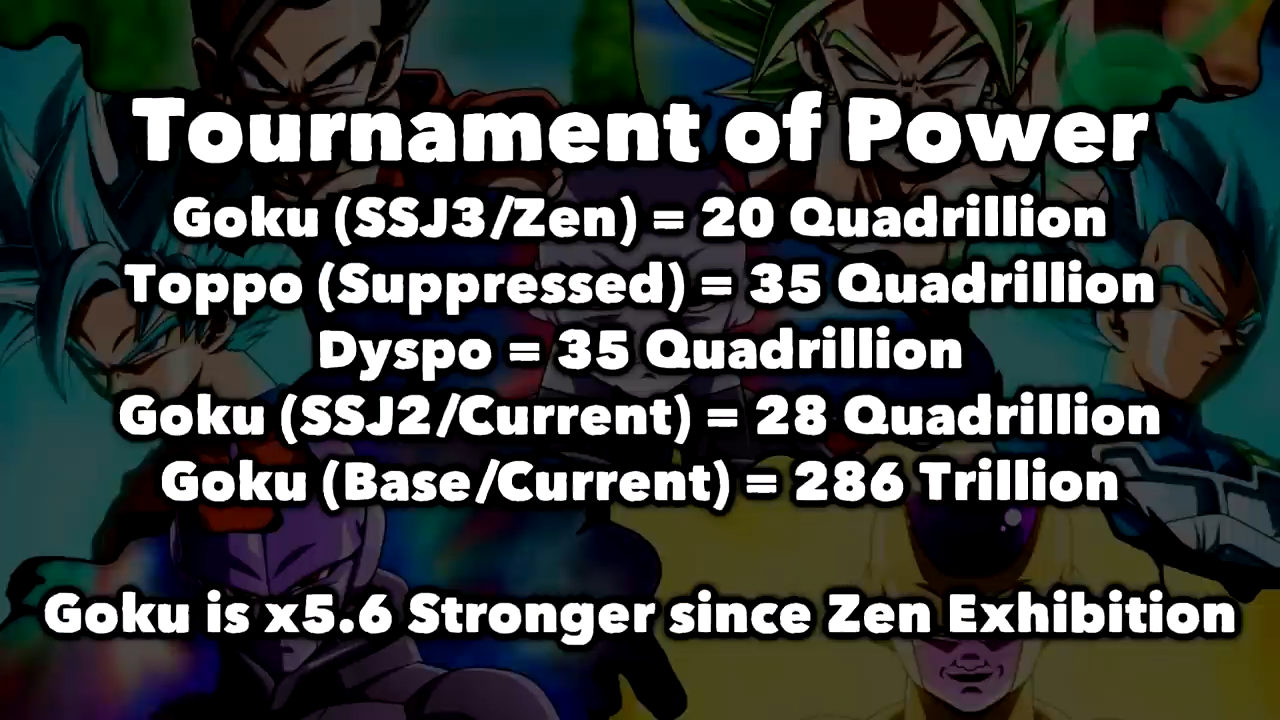 Tournament of Power
Goku (SSJ3/Zen) = 20 Quadrillion
Toppo (Suppressed) = 35 Quadrillion
Dyspo = 35 Quadrillion
Goku (SSJ2/Current) = 28 Quadrillion
Goku (Base/Current) = 286 Trillion
Goku is x5.6 Stronger since Zen Exhibition